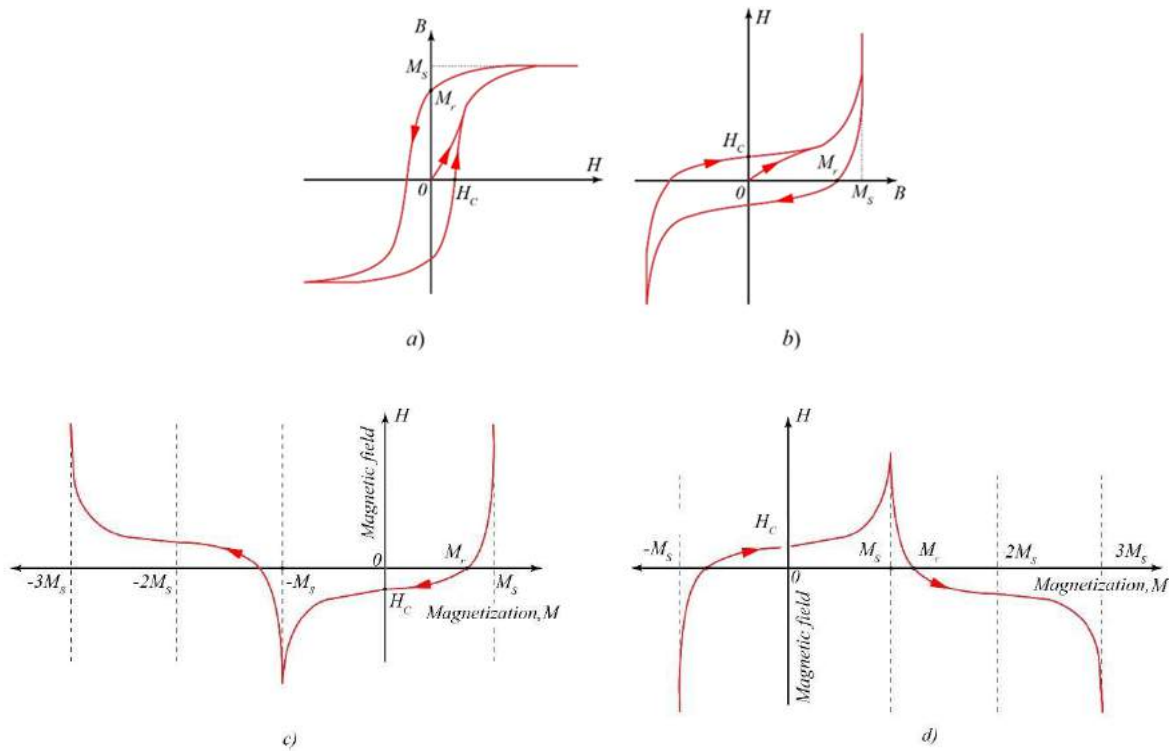 B
M_s
M_r
0
H_C
H
a)
H
H_C
M_r
0
M_s
B
b)
H
Magnetic field
0
M_r
-3M_s
-2M_s
-M_s
M_s
H_C
Magnetization, M
c)
H
H_C
-M_s
M_s
M_r
2M_s
3M_s
0
Magnetization, M
Magnetic field
d)